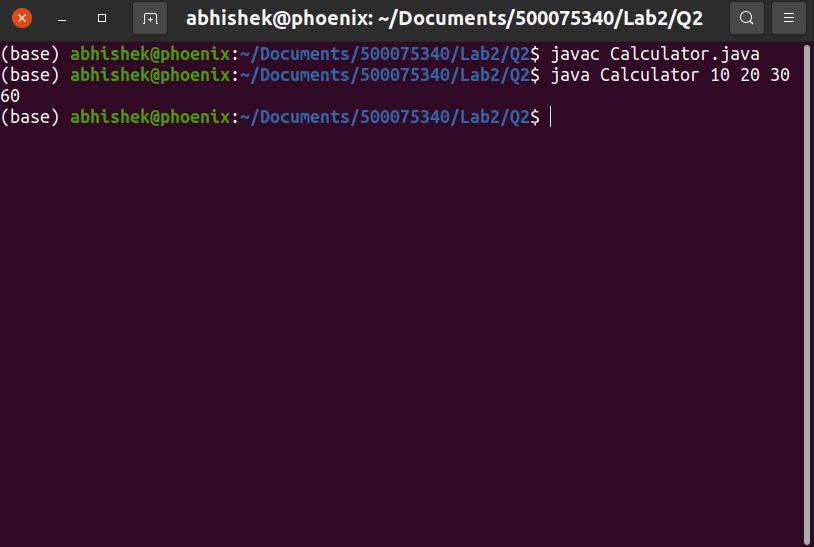 abhishek@phoenix: ~/Documents/500075340/Lab2/Q2
(base) abhishek@phoenix:~/Documents/500075340/Lab2/Q2$ javac Calculator.java
(base) abhishek@phoenix:~/Documents/500075340/Lab2/Q2$ java Calculator 10 20 30
60
(base) abhishek@phoenix:~/Documents/500075340/Lab2/Q2$